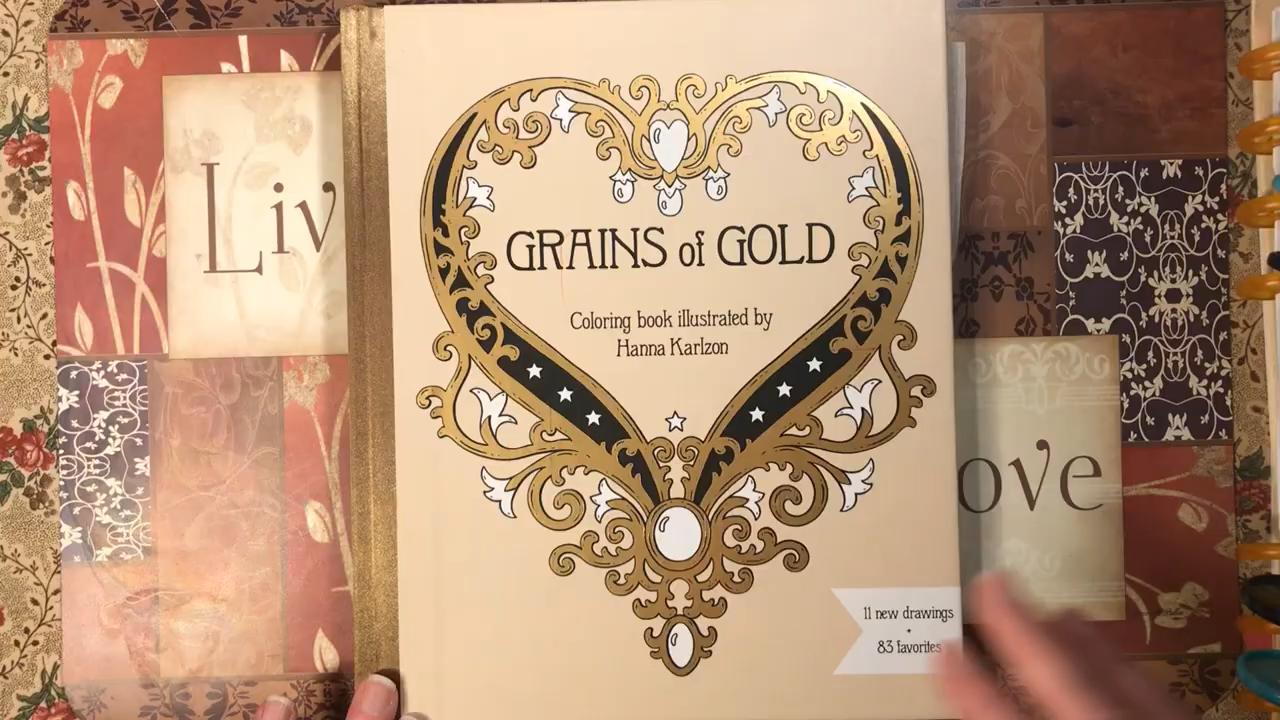 Liv
GRAINS of GOLD
Coloring book illustrated by
Hanna Karlzon
ove
11 new drawings
83 favorites